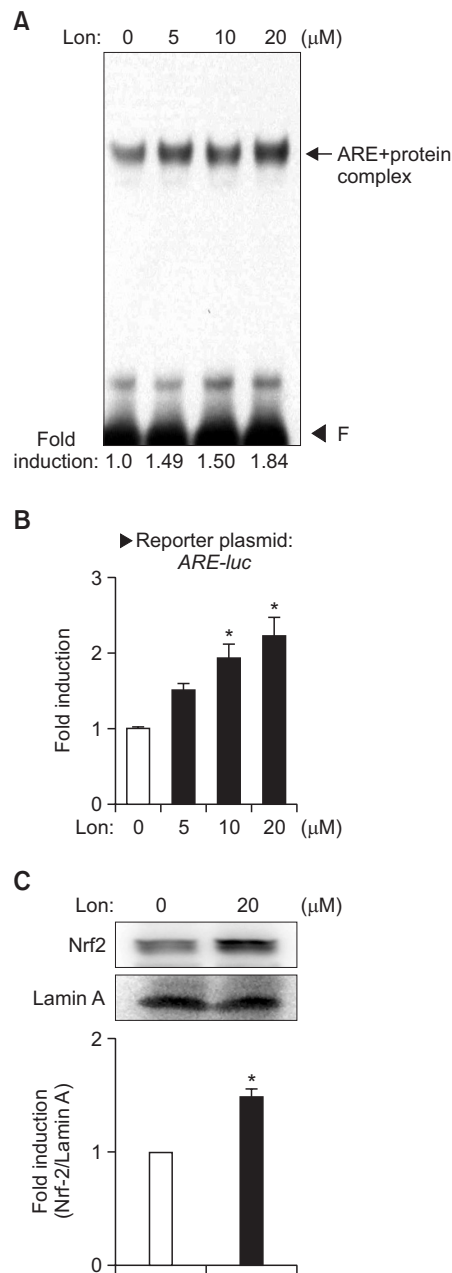 A
Lon: 0 5 10 20 (μM)
ARE+protein
complex
F
Fold
induction: 1.0 1.49 1.50 1.84
B
Reporter plasmid:
ARE-luc
3
2
1
0
Fold induction
* *
Lon: 0 5 10 20 (μM)
C
Lon: 0 20 (μM)
Nrf2
Lamin A
2
1
0
Fold induction
(Nrf-2/Lamin A)
*